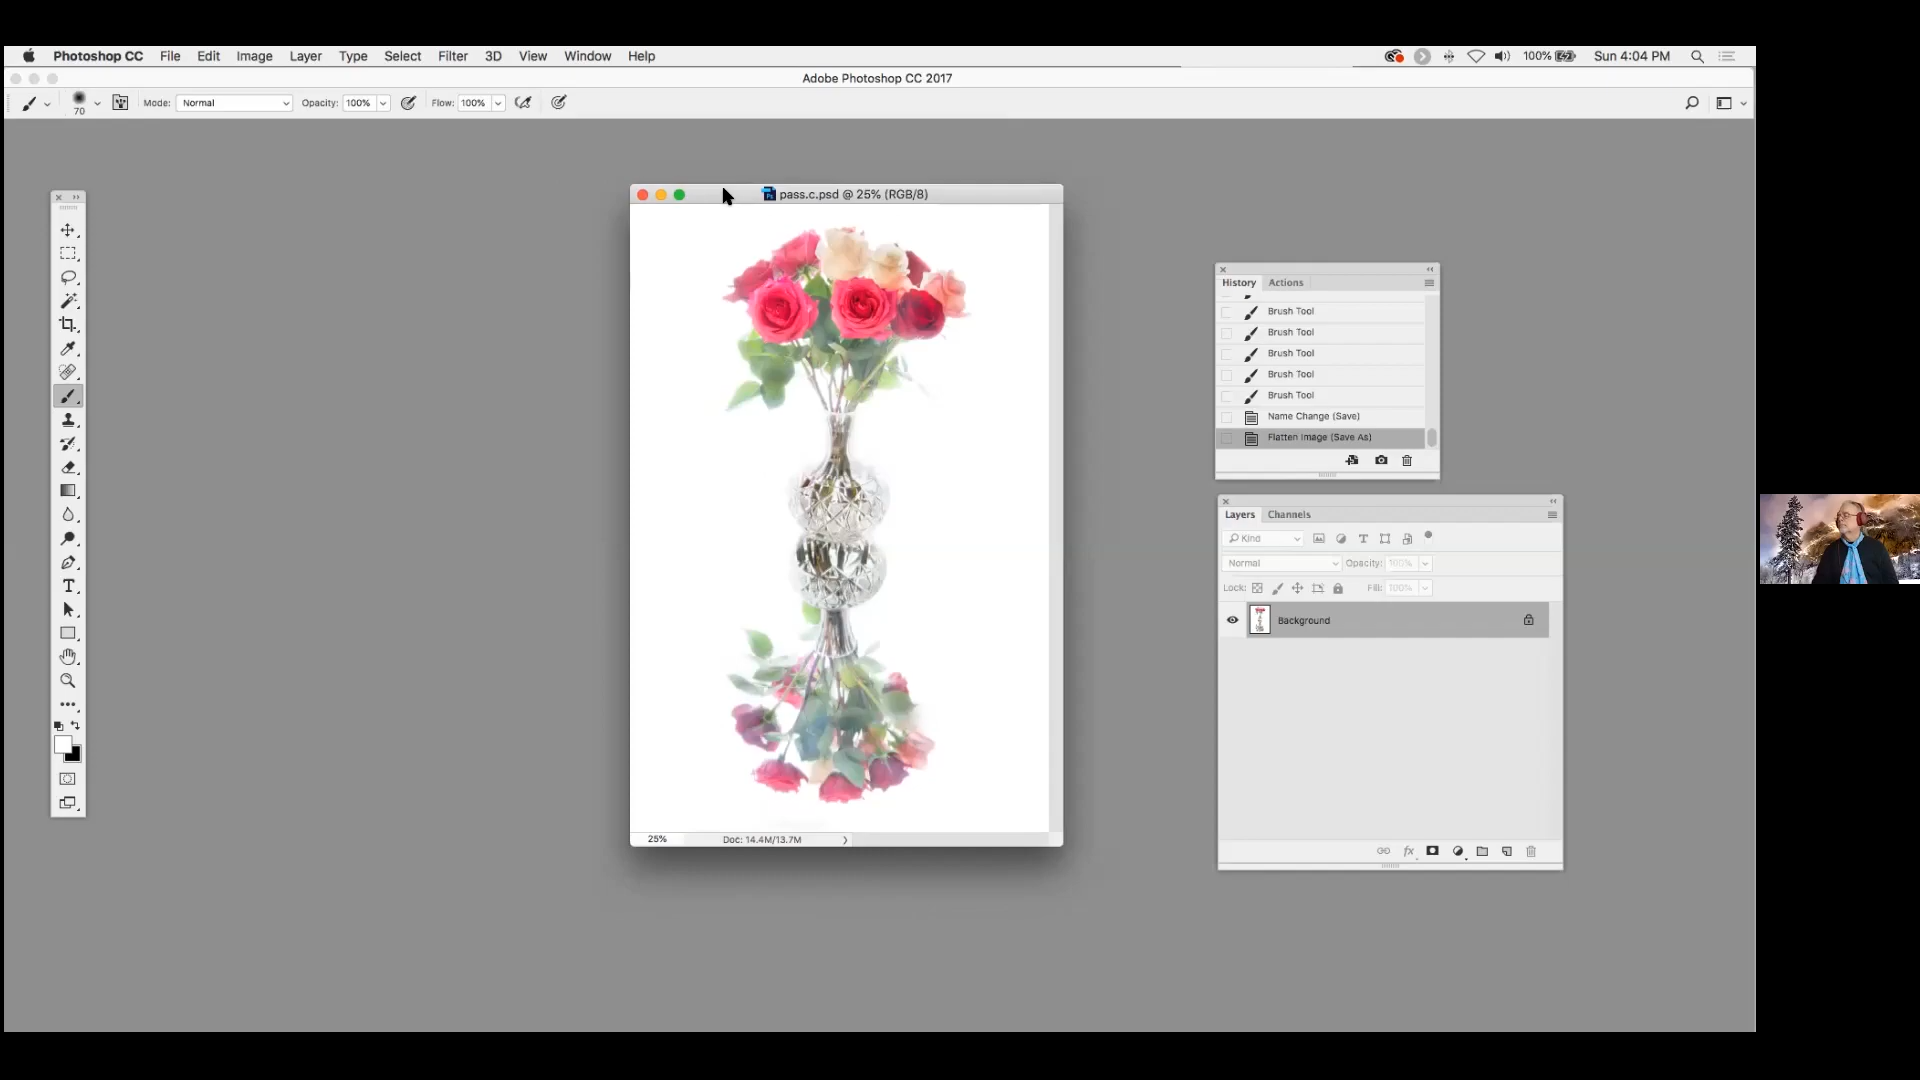 Photoshop CC File Edit Image Layer Type Select Filter 3D View Window Help 100% Sun 4:04 PM
Adobe Photoshop CC 2017
70 Mode: Normal Opacity: 100% Flow: 100%
pass.c.psd @ 25% (RGB/8)
History Actions
Brush Tool
Brush Tool
Brush Tool
Brush Tool
Brush Tool
Name Change (Save)
Flatten Image (Save As)
Layers Channels
Kind
Normal Opacity: 100%
Lock: Fill: 100%
Background
25% Doc: 14.4M/13.7M